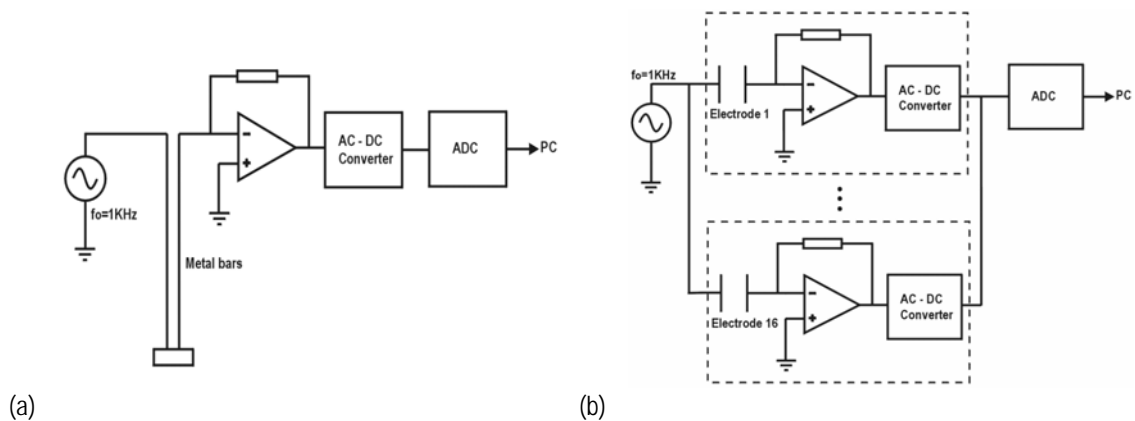 fo=1KHz
Metal bars
-
+
AC - DC
Converter
ADC
PC
(a)
fo=1KHz
Electrode 1
-
+
AC - DC
Converter
ADC
PC
Electrode 16
-
+
AC - DC
Converter
(b)